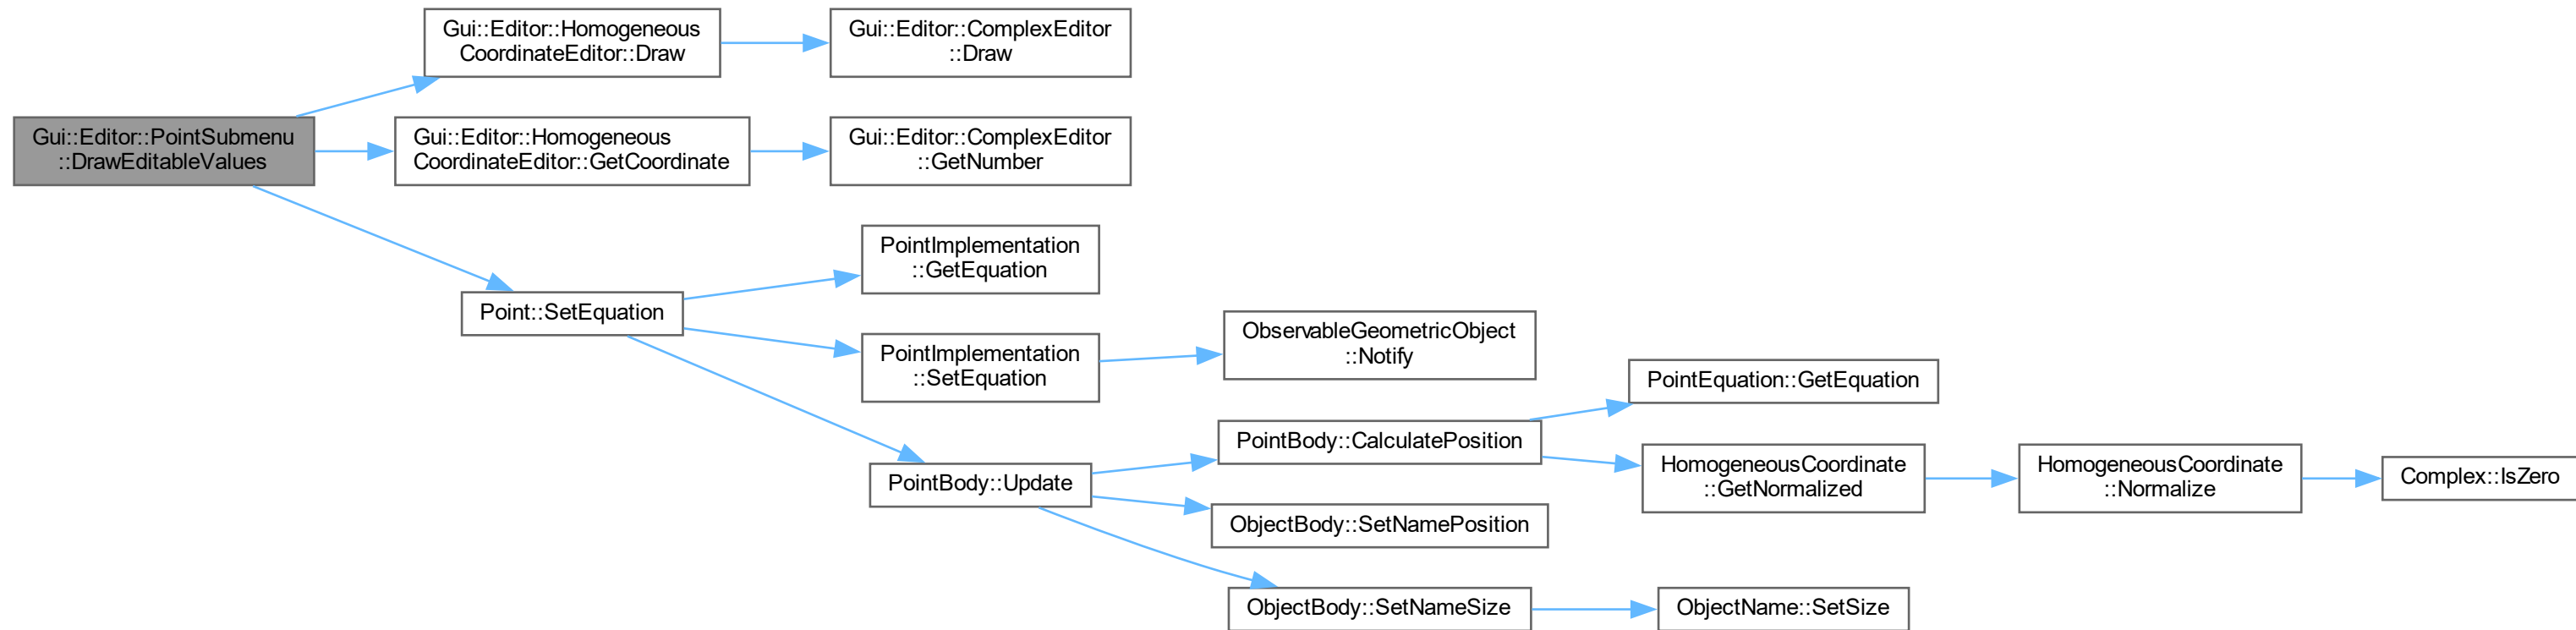 Gui::Editor::PointSubmenu
::DrawEditableValues
Gui::Editor::Homogeneous
CoordinateEditor::Draw
Gui::Editor::ComplexEditor
::Draw
Gui::Editor::Homogeneous
CoordinateEditor::GetCoordinate
Gui::Editor::ComplexEditor
::GetNumber
Point::SetEquation
PointImplementation
::GetEquation
PointImplementation
::SetEquation
ObservableGeometricObject
::Notify
PointBody::Update
PointBody::CalculatePosition
PointEquation::GetEquation
HomogeneousCoordinate
::GetNormalized
HomogeneousCoordinate
::Normalize
Complex::IsZero
ObjectBody::SetNamePosition
ObjectBody::SetNameSize
ObjectName::SetSize